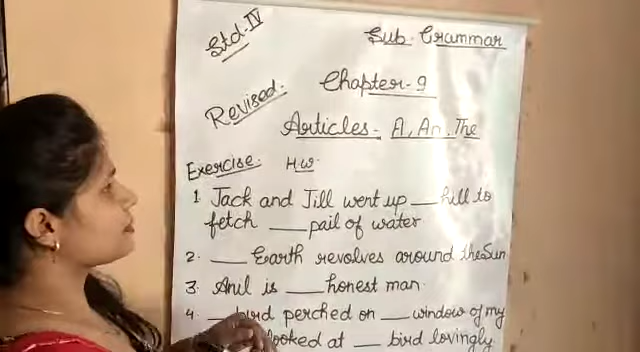 Std-IV
Sub. Grammar
Chapter-9
Revised.
Articles- A, An, The
Exercise: H.W.
1 Jack and Jill went up ___ hill to
fetch ___ pail of water
2. ___ Earth revolves around the Sun
3. Anil is ___ honest man.
4. ___ bird perched on ___ window of my
looked at ___ bird lovingly